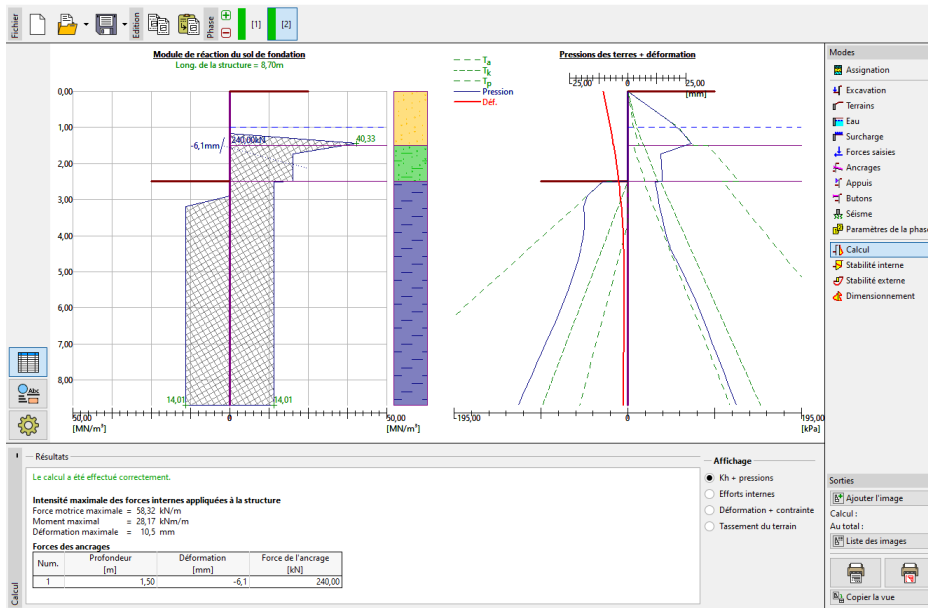 Fichier
Edition
Phase
[1]
[2]
Module de réaction du sol de fondation
Long. de la structure = 8,70m
0,00
1,00
2,00
3,00
4,00
5,00
6,00
7,00
8,00
-6,1mm
240,00kN
40,33
14,01
14,01
50,00
0
50,00
[MN/m³]
[MN/m³]
Pressions des terres + déformation
Ta
Tk
Tp
Pression
Déf.
-25,00
0
25,00
[mm]
-195,00
0
195,00
[kPa]
Modes
Assignation
Excavation
Terrains
Eau
Surcharge
Forces saisies
Ancrages
Appuis
Butons
Séisme
Paramètres de la phase
Calcul
Stabilité interne
Stabilité externe
Dimensionnement
Abc
Calcul
Résultats
Le calcul a été effectué correctement.
Intensité maximale des forces internes appliquées à la structure
Force motrice maximale = 58,32 kN/m
Moment maximal = 28,17 kNm/m
Déformation maximale = 10,5 mm
Forces des ancrages
Num. Profondeur Déformation Force de l'ancrage
[m] [mm] [kN]
1 1,50 -6,1 240,00
Affichage
Kh + pressions
Efforts internes
Déformation + contrainte
Tassement du terrain
Sorties
Ajouter l'image
Calcul :
Au total :
Liste des images
Copier la vue